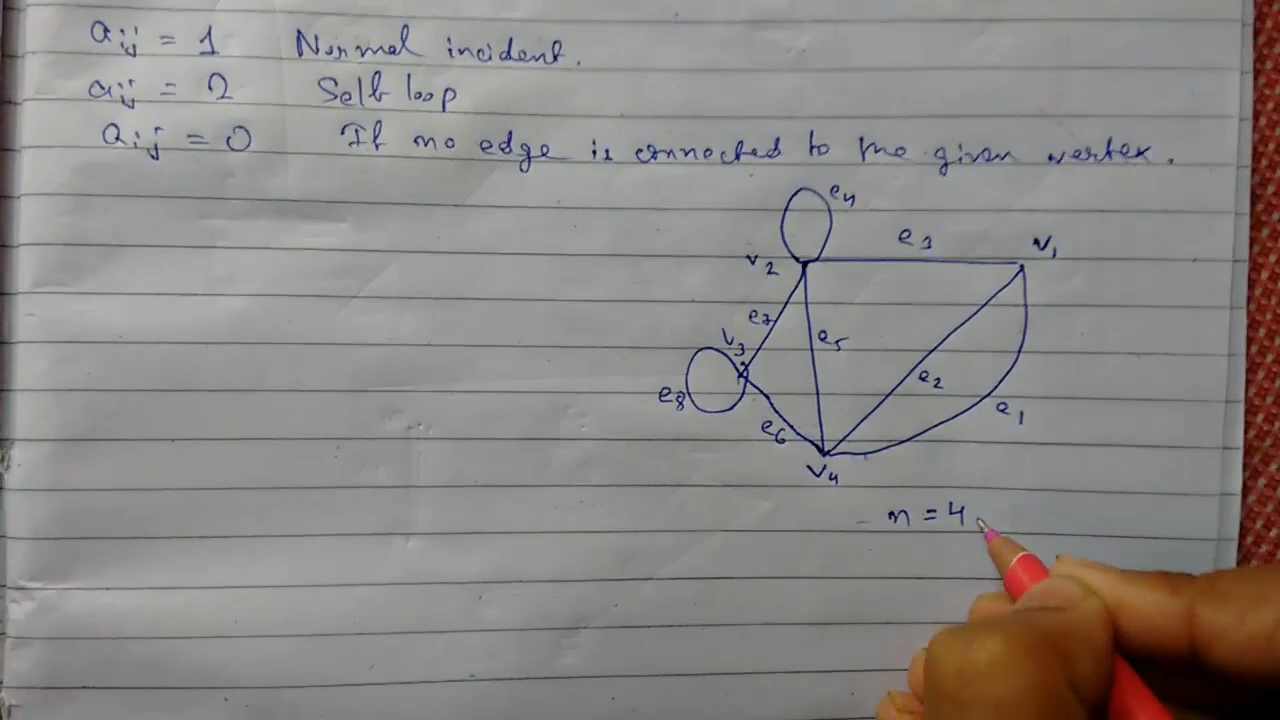 aij = 1 Normal incident.
aij = 2 Self loop
aij = 0 If no edge is connected to the given vertex.
e4
e3
v1
v2
e7
v3
e5
e2
e8
e1
e6
v4
n = 4